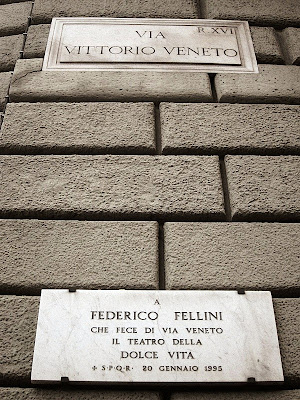 R. XVI
VIA
VITTORIO VENETO
A
FEDERICO FELLINI
CHE FECE DI VIA VENETO
IL TEATRO DELLA
DOLCE VITA
+ S·P·Q·R· 20 GENNAIO 1995